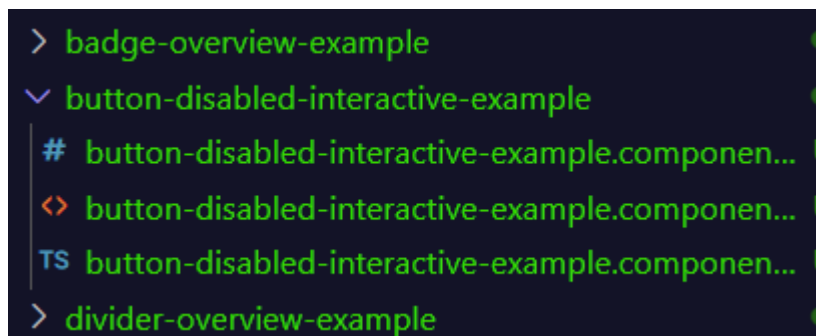 badge-overview-example
button-disabled-interactive-example
# button-disabled-interactive-example.componen...
<> button-disabled-interactive-example.componen...
TS button-disabled-interactive-example.componen...
divider-overview-example